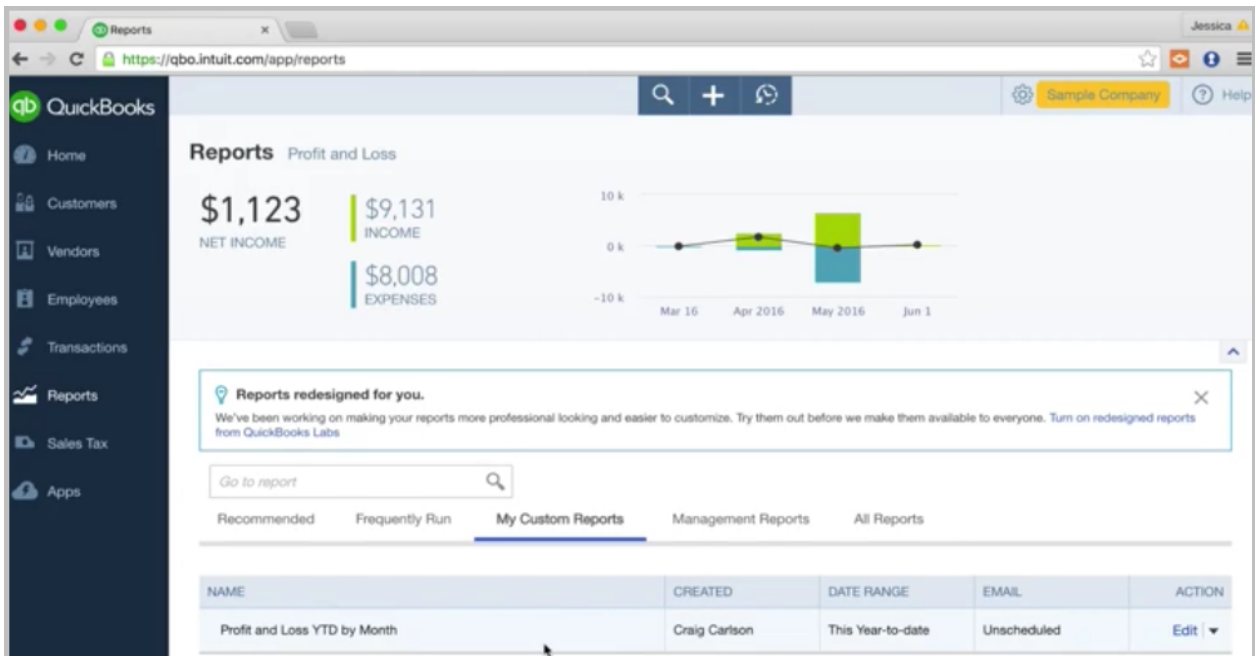 Reports
Jessica
https://qbo.intuit.com/app/reports
qb QuickBooks
Sample Company
? Help
Home
Customers
Vendors
Employees
Transactions
Reports
Sales Tax
Apps
Reports Profit and Loss
$1,123
NET INCOME
$9,131
INCOME
$8,008
EXPENSES
10 k
0 k
-10 k
Mar 16 Apr 2016 May 2016 Jun 1
Reports redesigned for you.
We've been working on making your reports more professional looking and easier to customize. Try them out before we make them available to everyone. Turn on redesigned reports
from QuickBooks Labs
Go to report
Recommended Frequently Run My Custom Reports Management Reports All Reports
NAME CREATED DATE RANGE EMAIL ACTION
Profit and Loss YTD by Month Craig Carlson This Year-to-date Unscheduled Edit